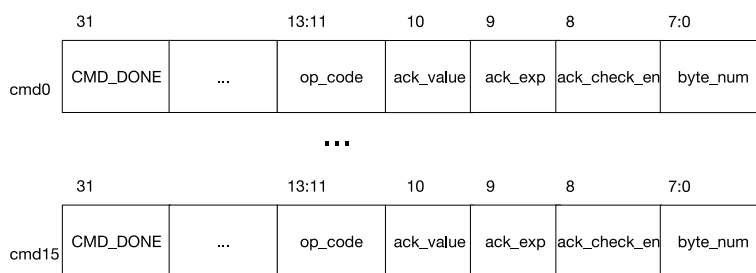 31 13:11 10 9 8 7:0
cmd0 CMD_DONE ... op_code ack_value ack_exp ack_check_en byte_num
...
31 13:11 10 9 8 7:0
cmd15 CMD_DONE ... op_code ack_value ack_exp ack_check_en byte_num